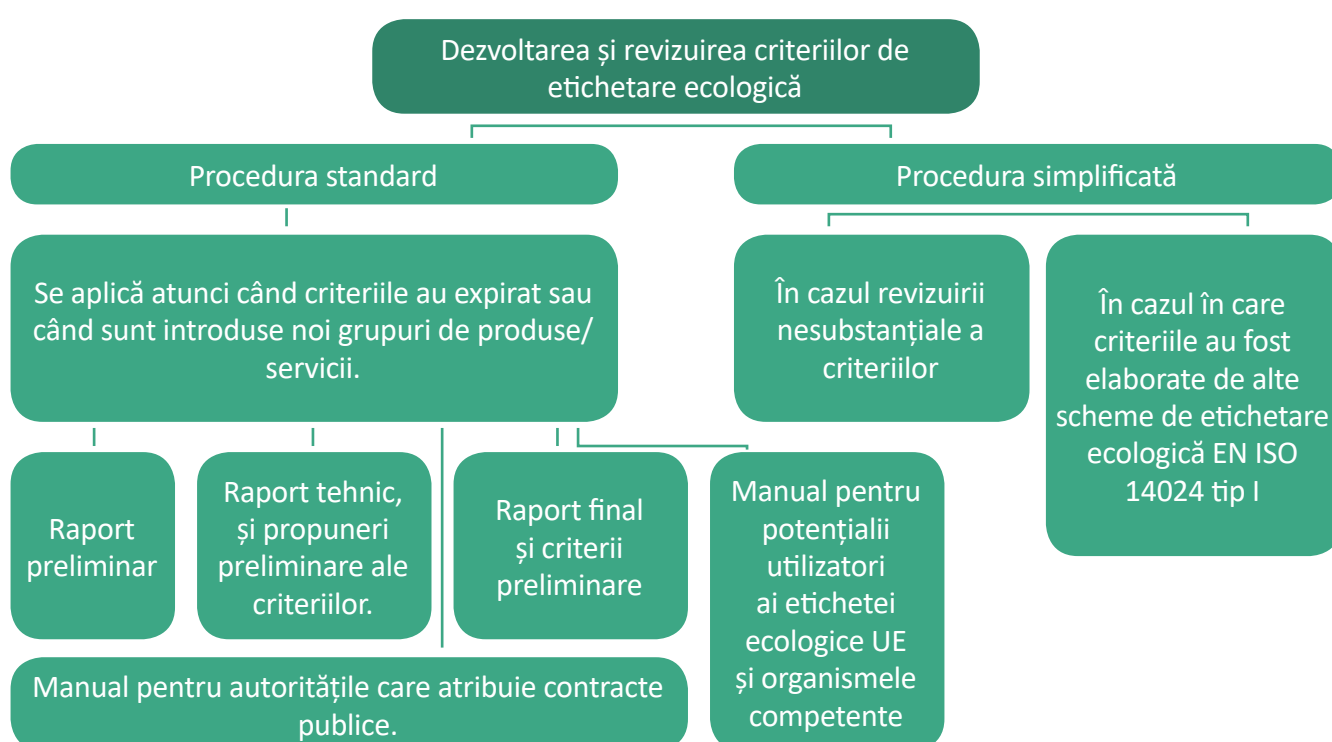 Dezvoltarea și revizuirea criteriilor de
etichetare ecologică
Procedura standard
Procedura simplificată
Se aplică atunci când criteriile au expirat sau
când sunt introduse noi grupuri de produse/
servicii.
În cazul revizuirii
nesubstanțiale a
criteriilor
În cazul în care
criteriile au fost
elaborate de alte
scheme de etichetare
ecologică EN ISO
14024 tip I
Raport
preliminar
Raport tehnic,
și propuneri
preliminare ale
criteriilor.
Raport final
și criterii
preliminare
Manual pentru
potențialii
utilizatori
ai etichetei
ecologice UE
și organismele
competente
Manual pentru autoritățile care atribuie contracte
publice.